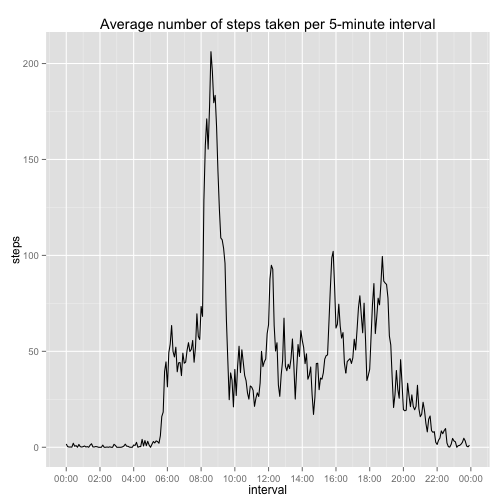 Average number of steps taken per 5-minute interval
200
150
100
50
0
steps
00:00 02:00 04:00 06:00 08:00 10:00 12:00 14:00 16:00 18:00 20:00 22:00 00:00
interval